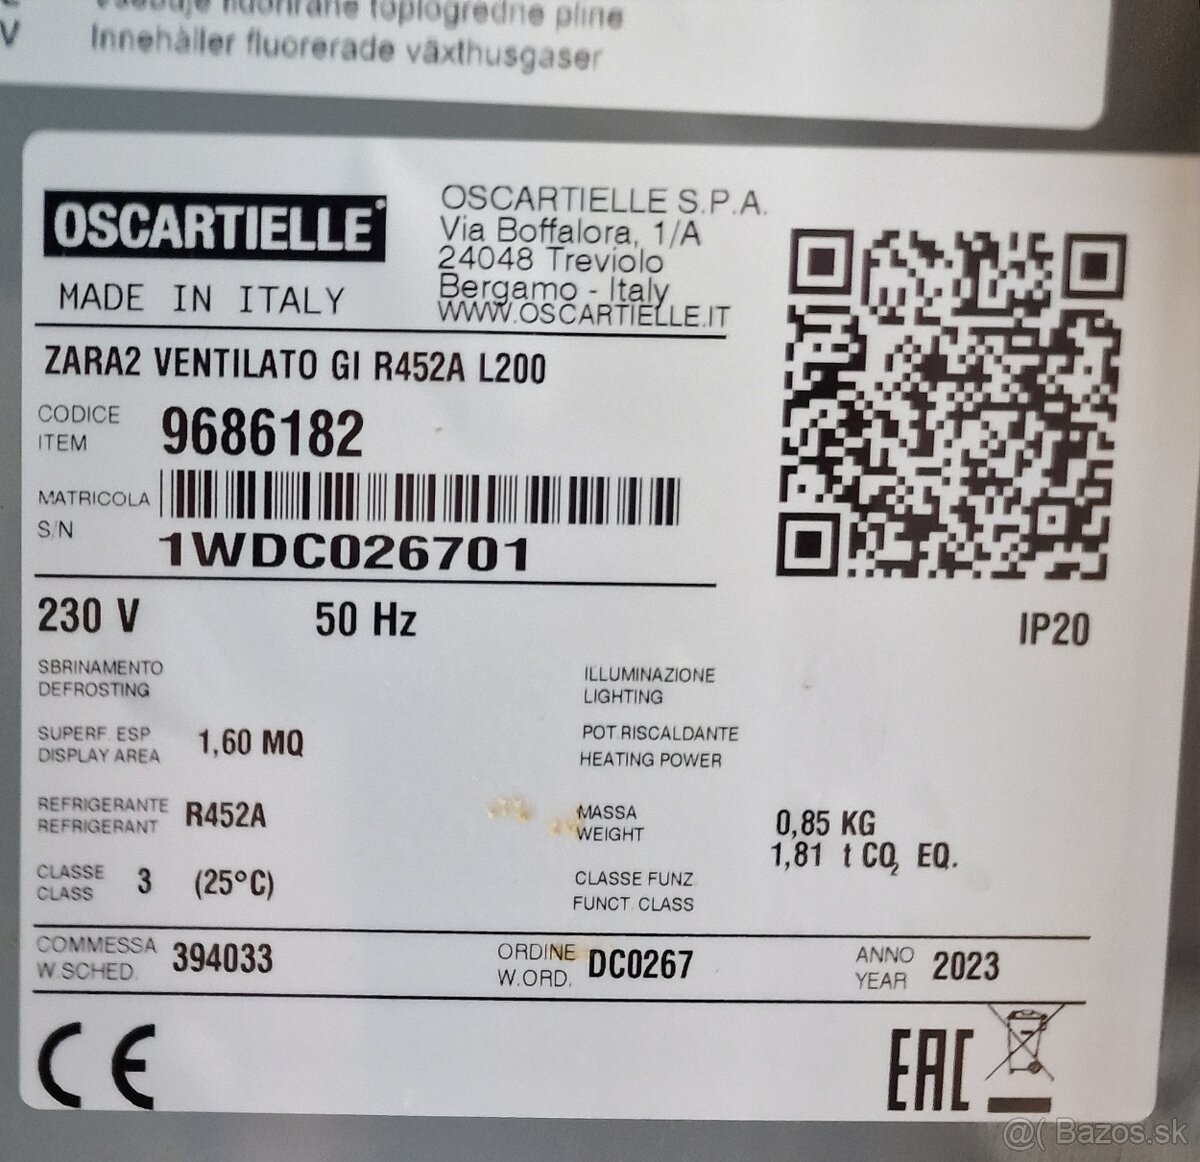 fluorirane toplogredne pline
V Innehåller fluorerade växthusgaser
OSCARTIELLE
MADE IN ITALY
OSCARTIELLE S.P.A.
Via Boffalora, 1/A
24048 Treviolo
Bergamo - Italy
WWW.OSCARTIELLE.IT
ZARA2 VENTILATO GI R452A L200
CODICE
ITEM
9686182
MATRICOLA
S/N
1WDC026701
230 V 50 Hz IP20
SBRINAMENTO
DEFROSTING
ILLUMINAZIONE
LIGHTING
SUPERF. ESP
DISPLAY AREA
1,60 MQ
POT.RISCALDANTE
HEATING POWER
REFRIGERANTE
REFRIGERANT
R452A
MASSA
WEIGHT
0,85 KG
1,81 t CO2 EQ.
CLASSE
CLASS
3 (25°C)
CLASSE FUNZ.
FUNCT. CLASS
COMMESSA
W.SCHED.
394033
ORDINE
W.ORD.
DC0267
ANNO
YEAR
2023
CE
EAC
@( Bazos.sk